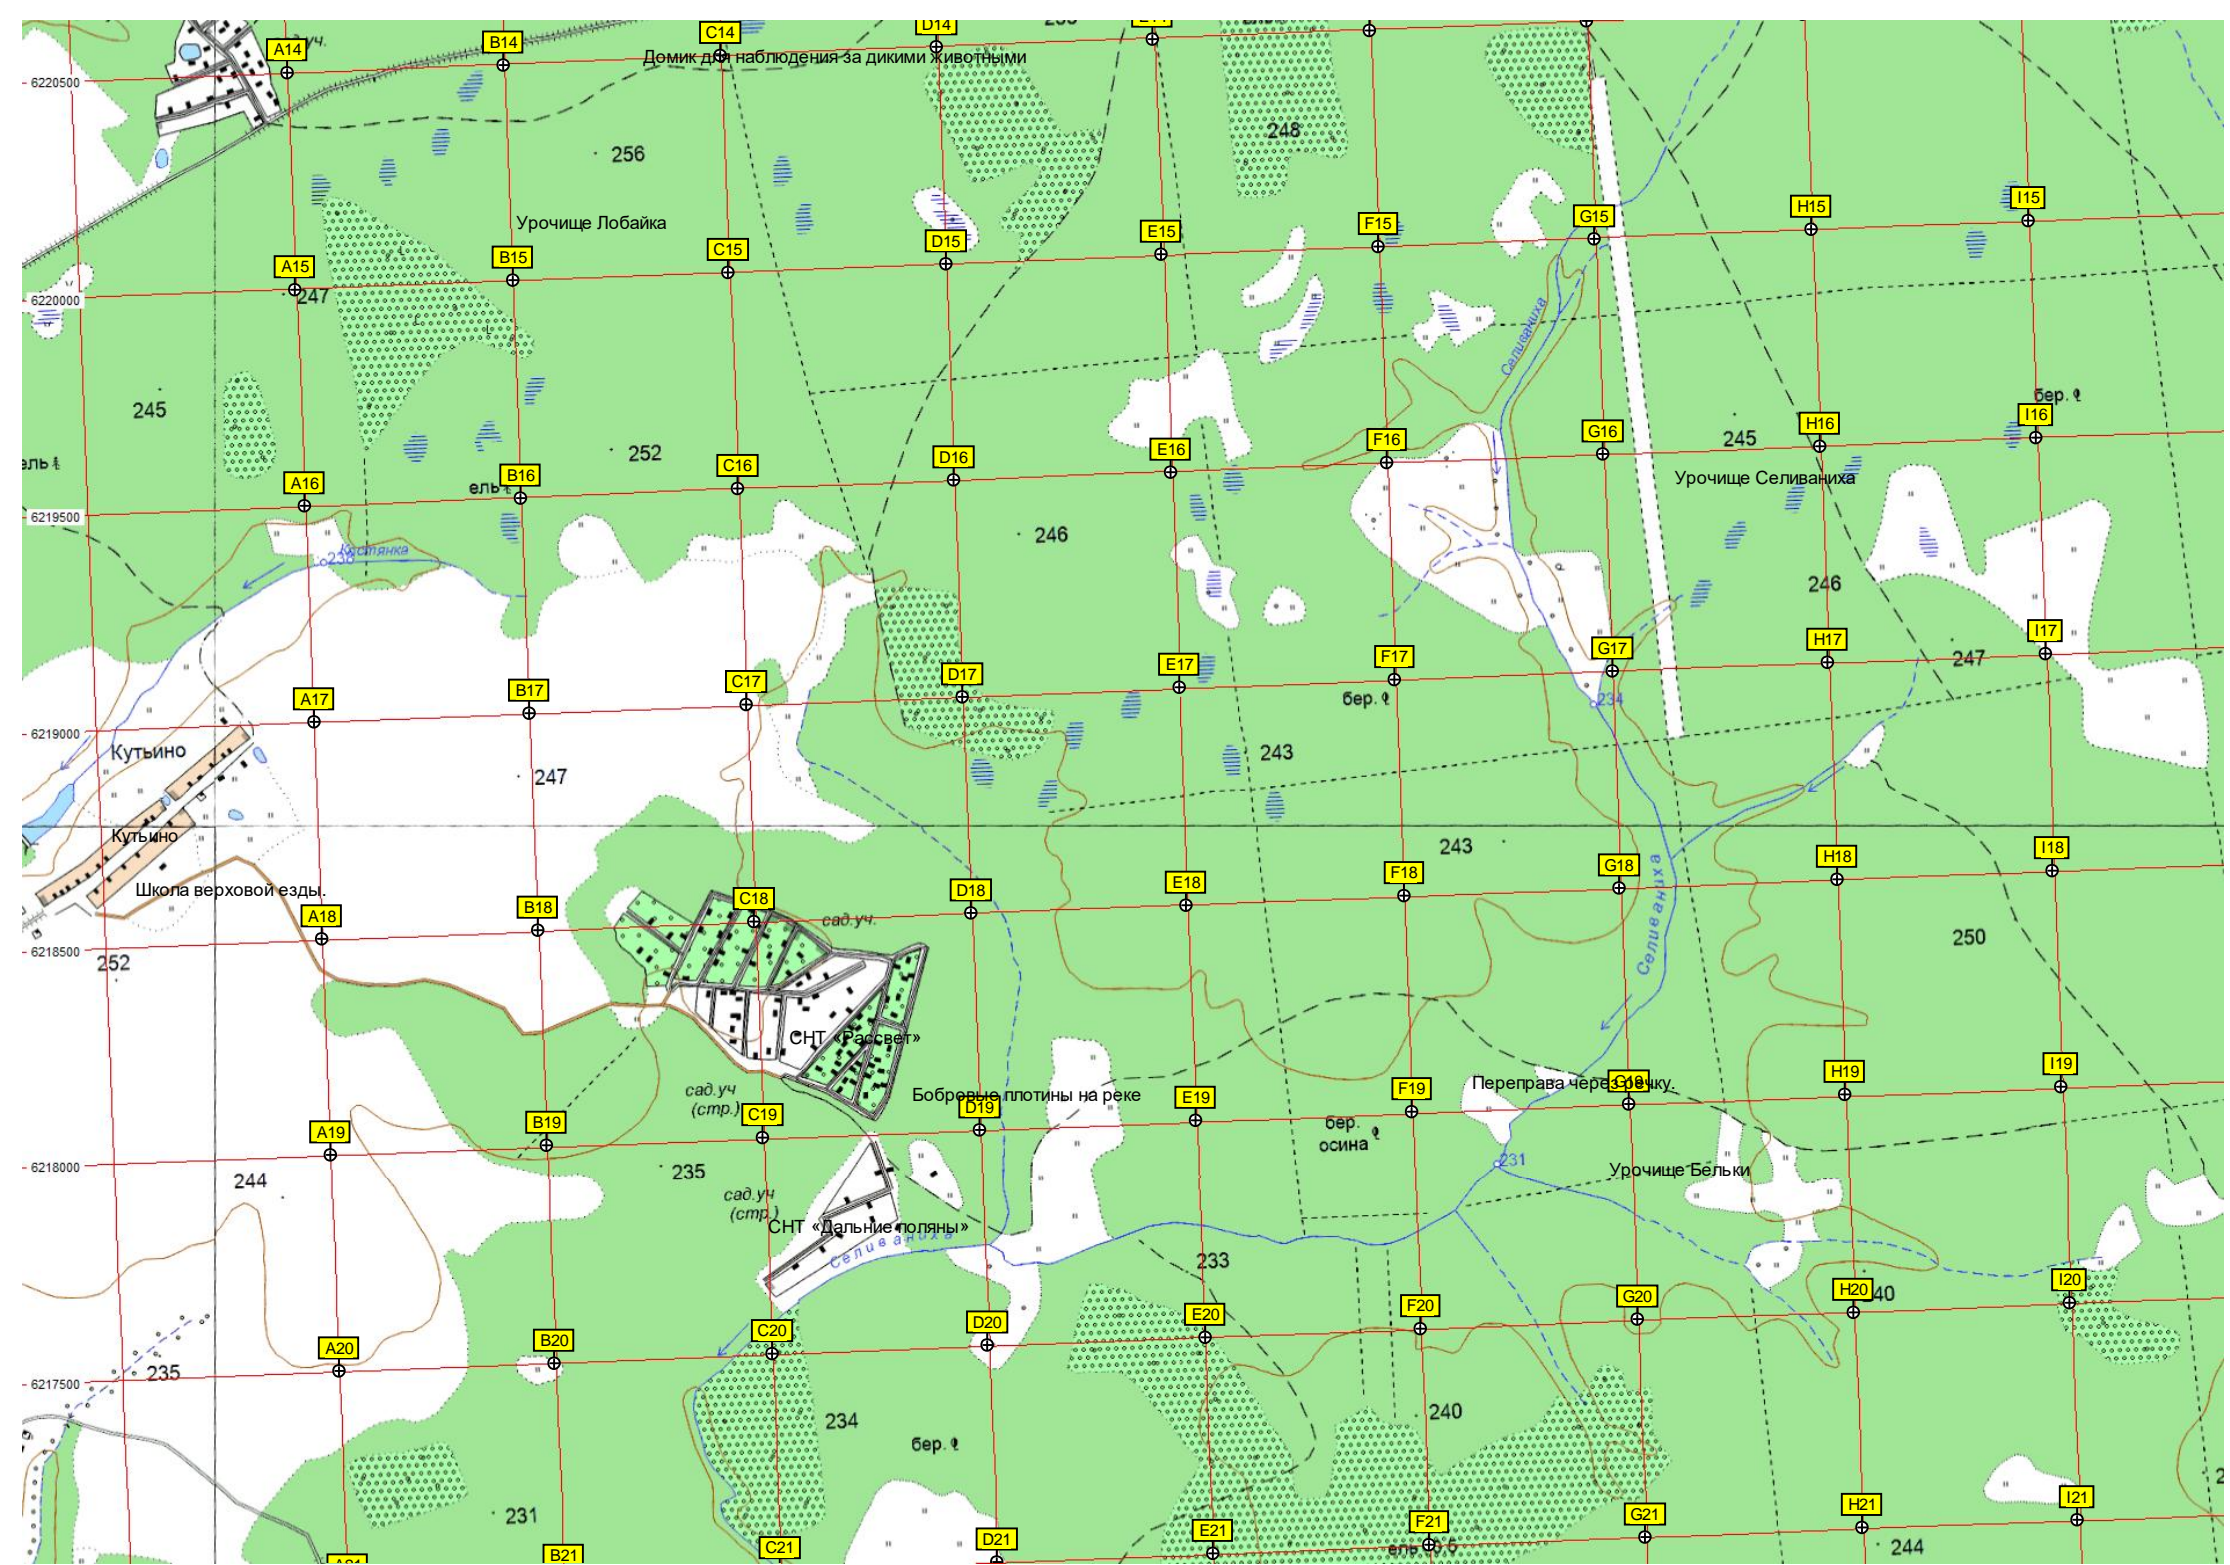 D14
C14
A14
B14
Домик для наблюдения за дикими животными
6220500
248
256
I15
H15
G15
Урочище Лобайка
F15
E15
D15
C15
B15
A15
6220000
247
Селиваниха
бер.
245
I16
H16
G16
245
F16
252
E16
D16
C16
B16
A16
ель
ель
Урочище Селиваниха
6219500
246
Костянка
246
I17
H17
G17
247
F17
E17
D17
C17
B17
A17
бер.
234
6219000
Кутьино
243
247
Кутьино
243
I18
H18
G18
F18
E18
D18
C18
Школа верховой езды.
B18
A18
сад.уч.
Селиваниха
250
6218500
252
СНТ «Рассвет»
I19
H19
G19
Переправа через речку.
сад.уч
(стр.)
F19
Бобровые плотины на реке
E19
D19
C19
B19
A19
бер.
осина
231
6218000
244
235
Урочище Бельки
сад.уч
(стр.)
СНТ «Дальние поляны»
Селиваниха
233
I20
H20
G20
F20
E20
D20
C20
B20
A20
235
6217500
234
240
бер.
231
I21
H21
G21
F21
E21
D21
C21
B21
244